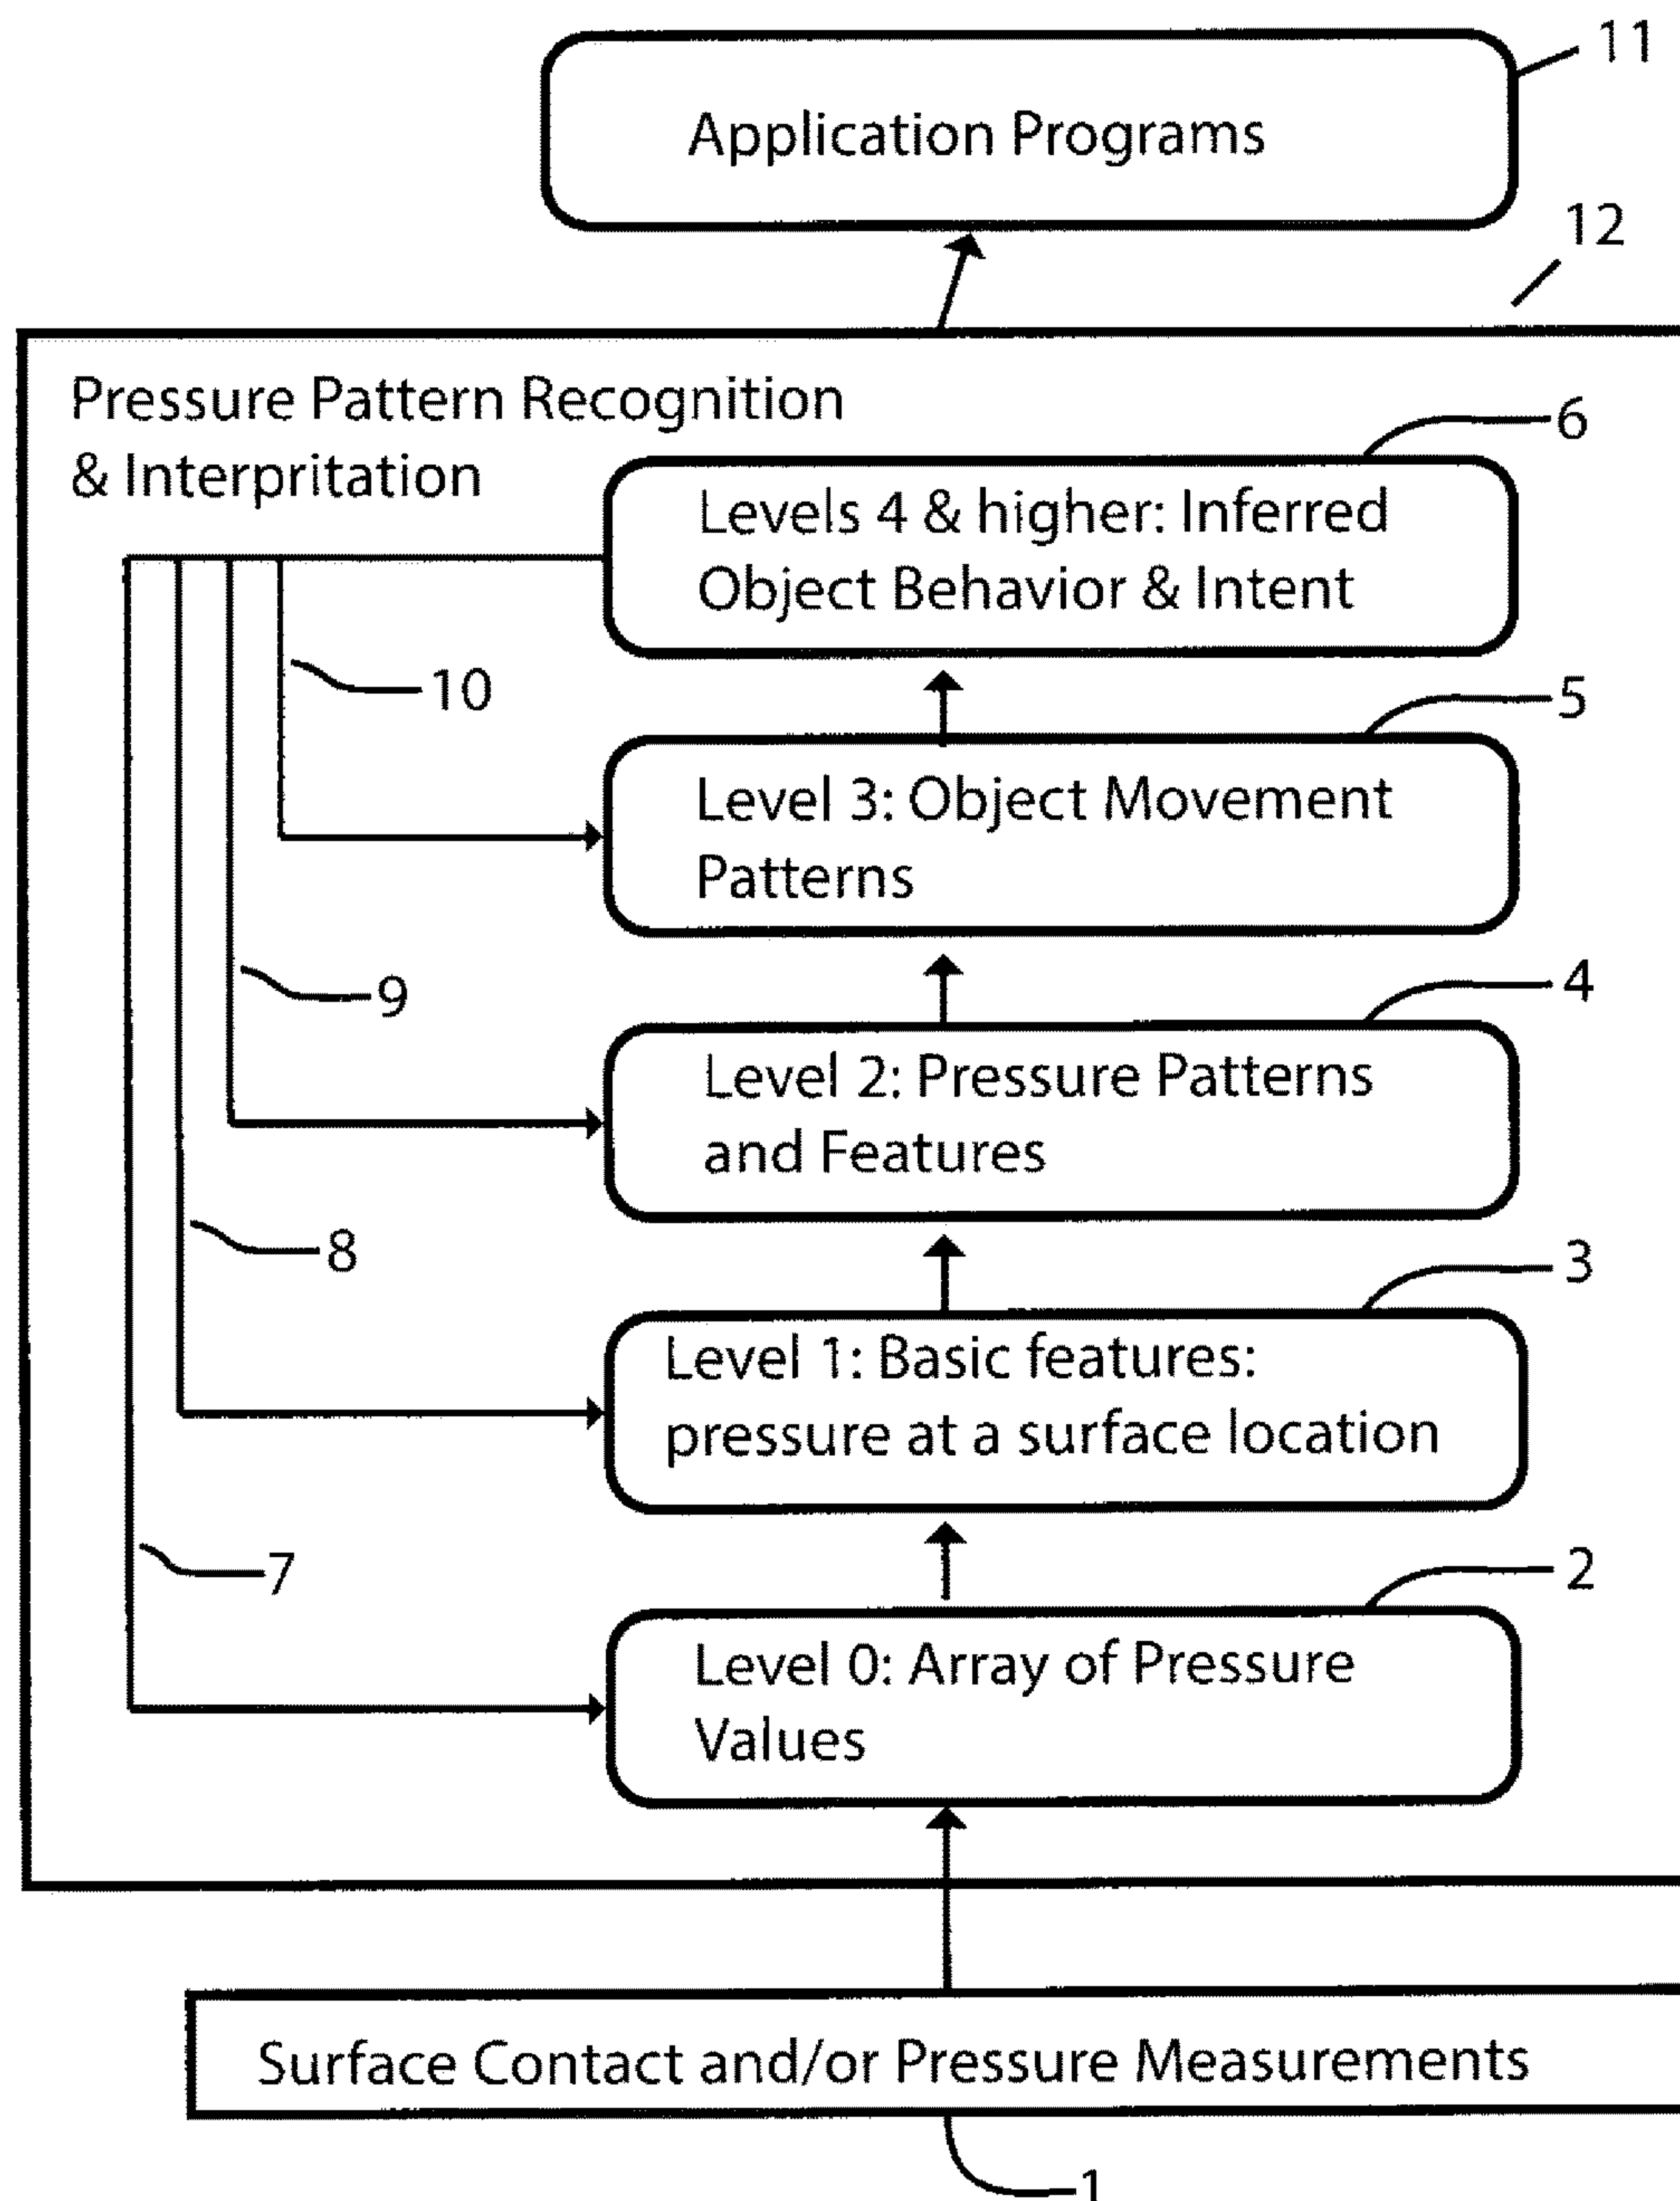 11
Application Programs
12
Pressure Pattern Recognition
& Interpritation
6
Levels 4 & higher: Inferred
Object Behavior & Intent
10
5
Level 3: Object Movement
Patterns
9
4
Level 2: Pressure Patterns
and Features
8
3
Level 1: Basic features:
pressure at a surface location
7
2
Level 0: Array of Pressure
Values
Surface Contact and/or Pressure Measurements
1